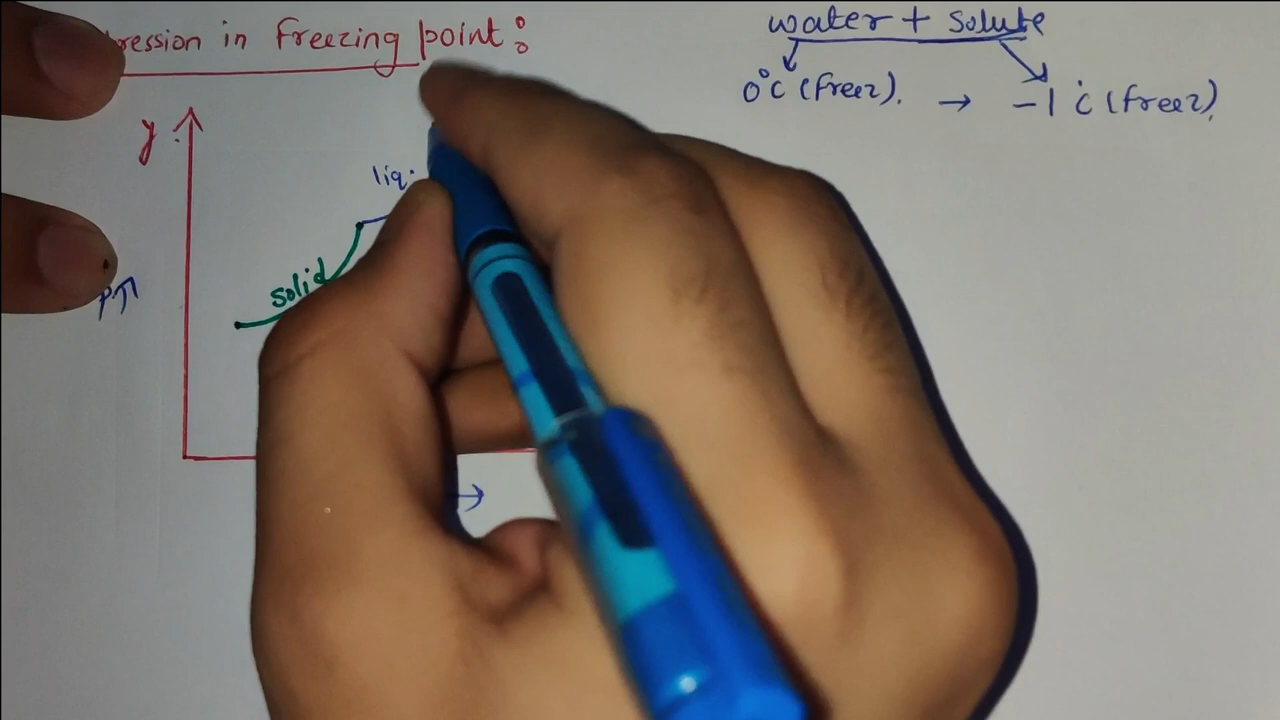 ression in freezing point:
water + solute
0°C (freez). → -1°C (freez).
y
liq.
solid
P↑
→